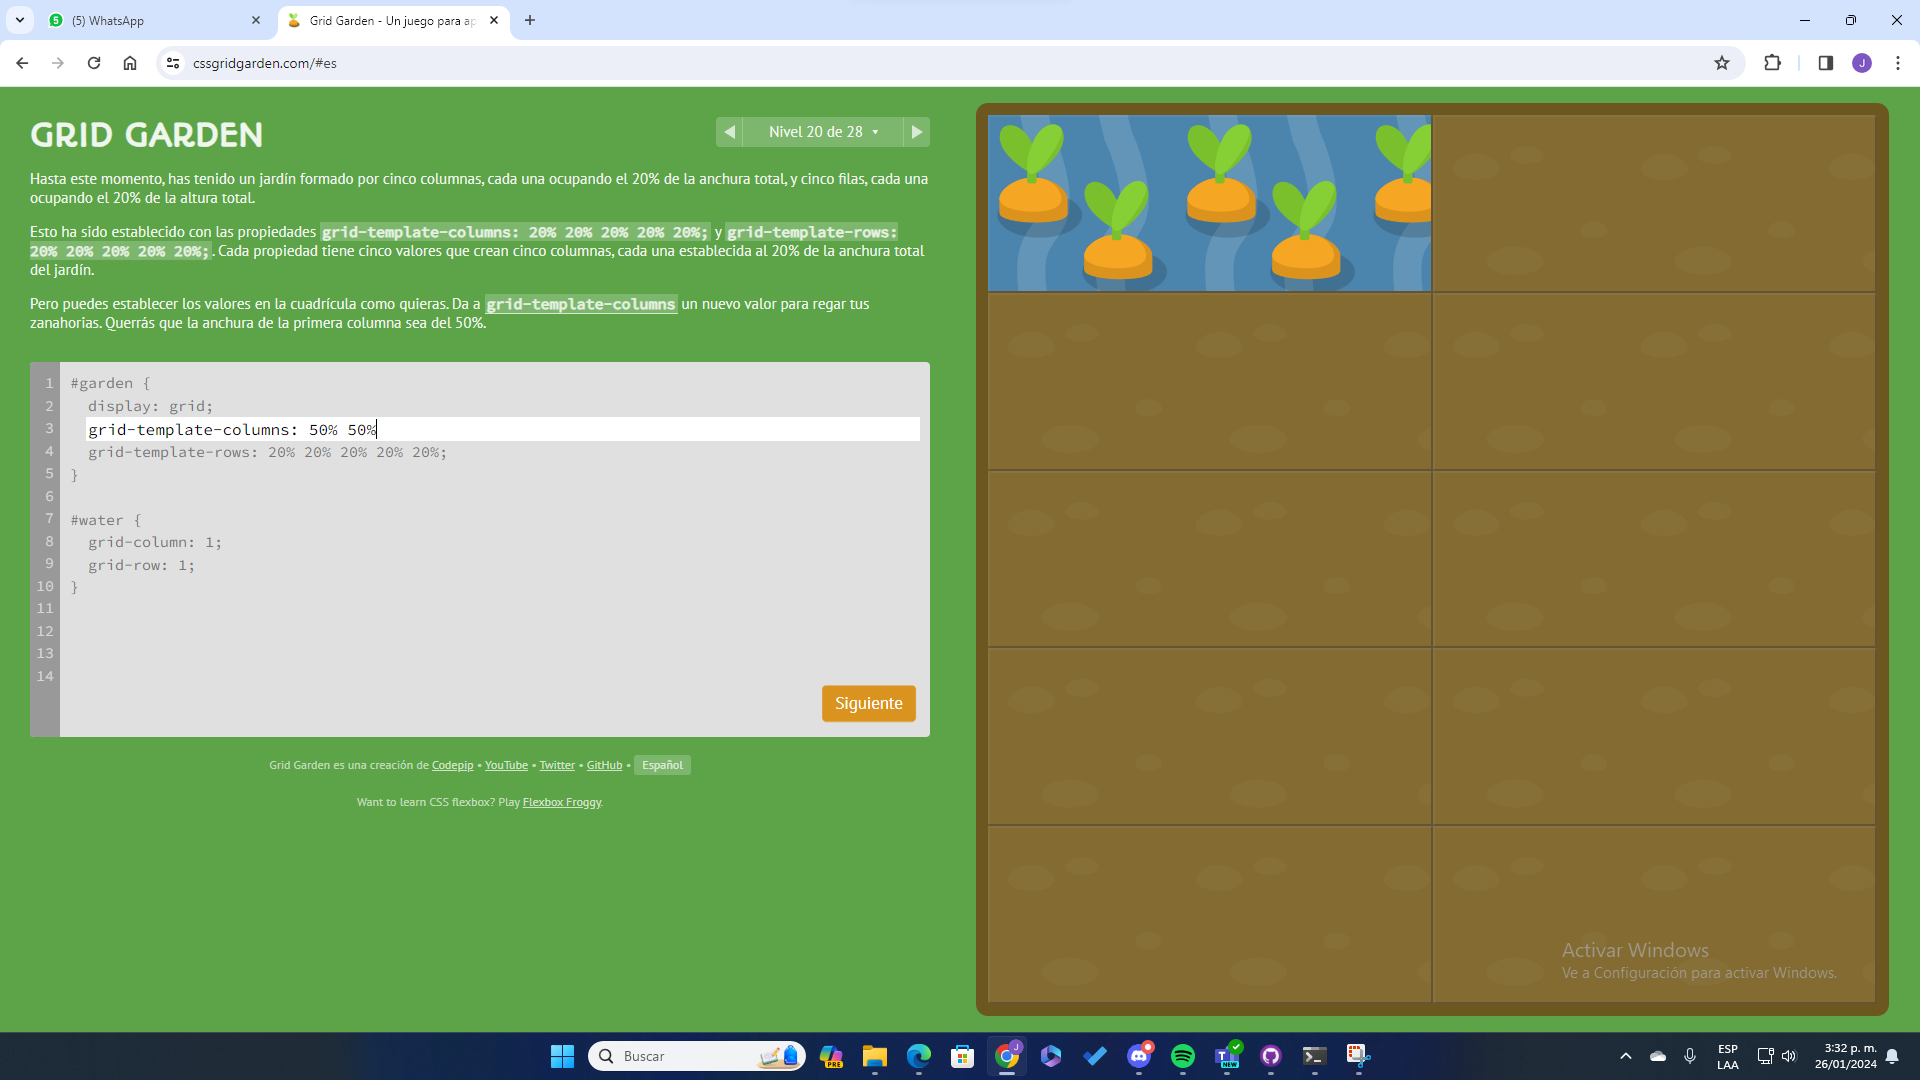 (5) WhatsApp
Grid Garden - Un juego para ap
cssgridgarden.com/#es
J
GRID GARDEN
Nivel 20 de 28
Hasta este momento, has tenido un jardín formado por cinco columnas, cada una ocupando el 20% de la anchura total, y cinco filas, cada una
ocupando el 20% de la altura total.
Esto ha sido establecido con las propiedades grid-template-columns: 20% 20% 20% 20% 20%; y grid-template-rows:
20% 20% 20% 20% 20%;. Cada propiedad tiene cinco valores que crean cinco columnas, cada una establecida al 20% de la anchura total
del jardín.
Pero puedes establecer los valores en la cuadrícula como quieras. Da a grid-template-columns un nuevo valor para regar tus
zanahorias. Querrás que la anchura de la primera columna sea del 50%.
1 #garden {
2 display: grid;
3 grid-template-columns: 50% 50%
4 grid-template-rows: 20% 20% 20% 20% 20%;
5 }
6
7 #water {
8 grid-column: 1;
9 grid-row: 1;
10 }
11
12
13
14
Siguiente
Grid Garden es una creación de Codepip • YouTube • Twitter • GitHub • Español
Want to learn CSS flexbox? Play Flexbox Froggy.
Activar Windows
Ve a Configuración para activar Windows.
Buscar
PRE
J
NEW
ESP
LAA
3:32 p. m.
26/01/2024